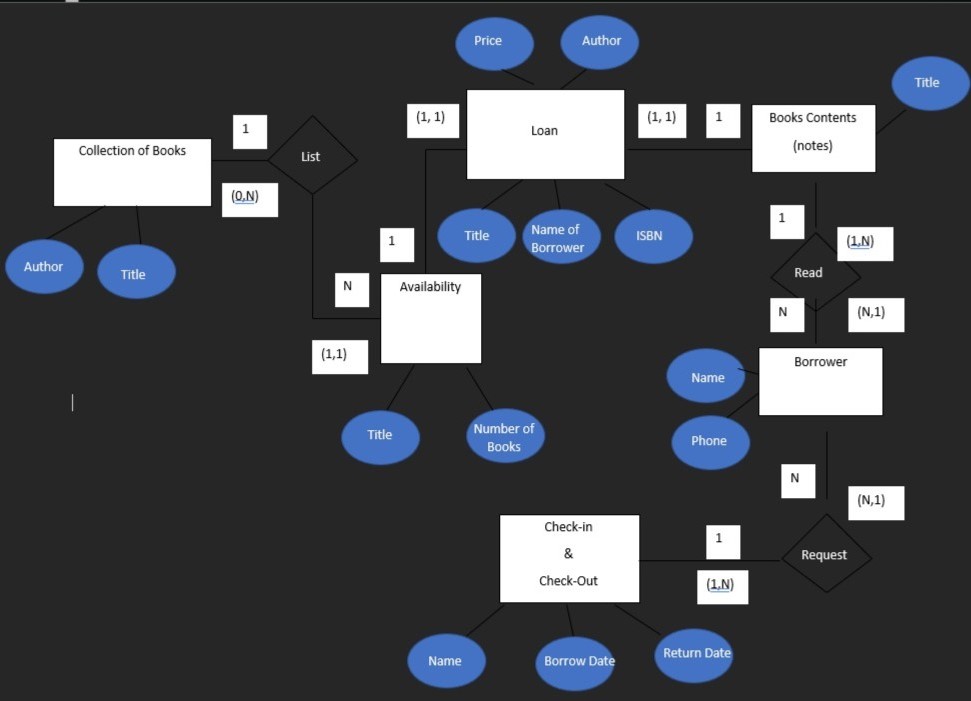 Price
Author
Title
(1, 1)
Loan
(1, 1)
1
Books Contents
(notes)
1
List
Collection of Books
(0,N)
Title
Name of
Borrower
ISBN
1
(1,N)
Read
Author
Title
1
N
Availability
N
(N,1)
(1,1)
Borrower
Name
Phone
Title
Number of
Books
N
(N,1)
Check-in
&
Check-Out
1
Request
(1,N)
Name
Borrow Date
Return Date